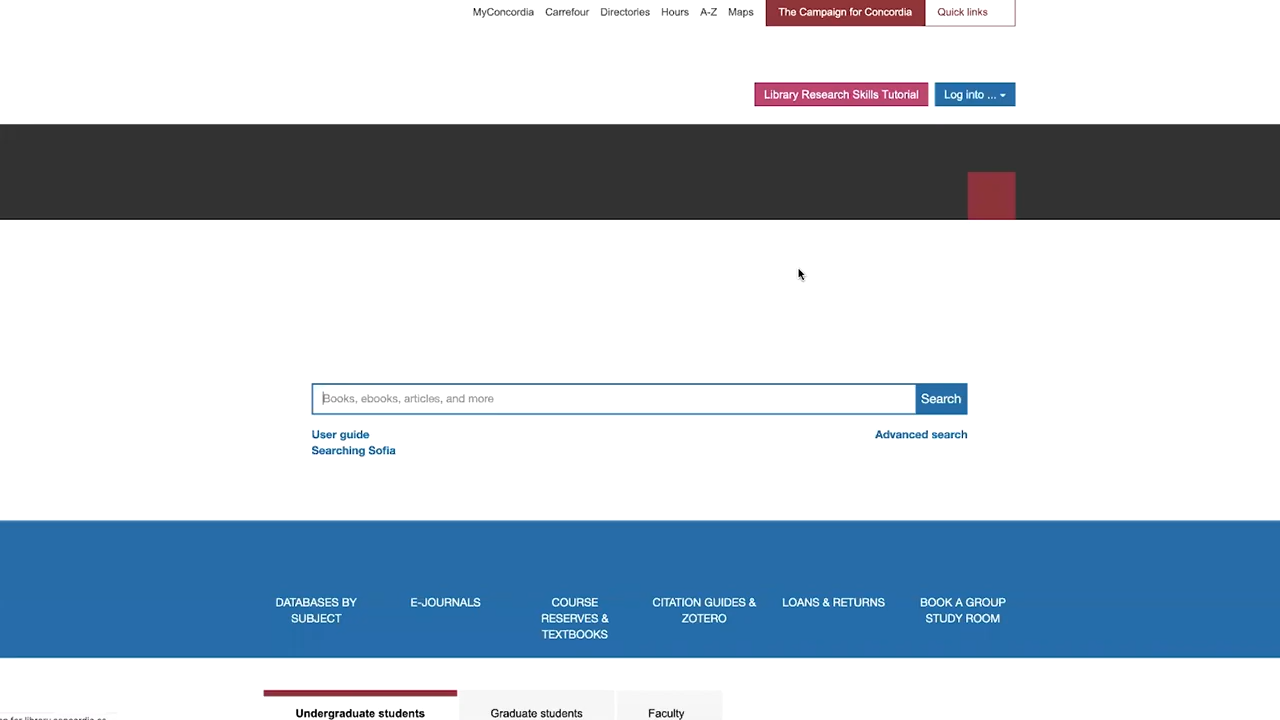 MyConcordia Carrefour Directories Hours A-Z Maps The Campaign for Concordia Quick links
Library Research Skills Tutorial Log into ...
Books, ebooks, articles, and more Search
User guide Advanced search
Searching Sofia
DATABASES BY SUBJECT
E-JOURNALS
COURSE RESERVES & TEXTBOOKS
CITATION GUIDES & ZOTERO
LOANS & RETURNS
BOOK A GROUP STUDY ROOM
Undergraduate students Graduate students Faculty